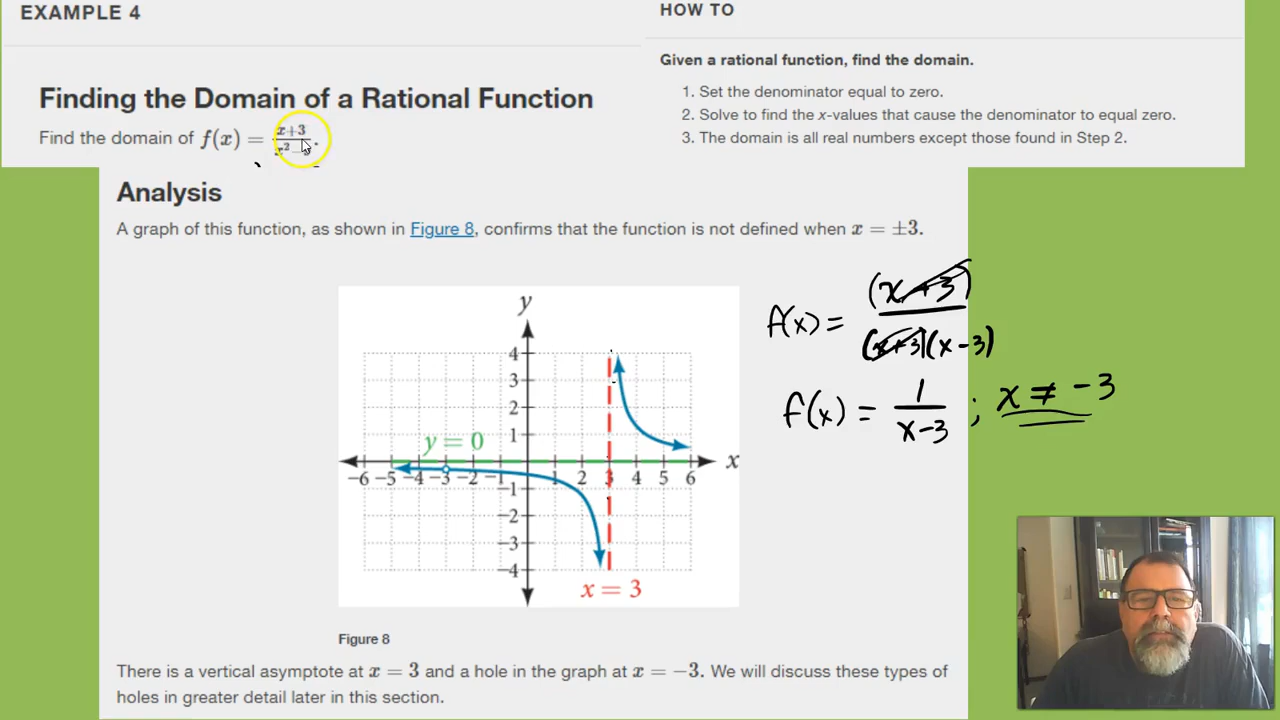 EXAMPLE 4
Finding the Domain of a Rational Function
Find the domain of f(x) = x+3 / x² − 9.
HOW TO
Given a rational function, find the domain.
1. Set the denominator equal to zero.
2. Solve to find the x-values that cause the denominator to equal zero.
3. The domain is all real numbers except those found in Step 2.
Analysis
A graph of this function, as shown in Figure 8, confirms that the function is not defined when x = ±3.
y
4
3
2
1
y = 0
x
−6 −5 −4 −3 −2 −1 1 2 3 4 5 6
−1
−2
−3
−4
x = 3
f(x) = (x+3) / (x+3)(x−3)
f(x) = 1 / x−3 ; x ≠ −3
Figure 8
There is a vertical asymptote at x = 3 and a hole in the graph at x = −3. We will discuss these types of
holes in greater detail later in this section.